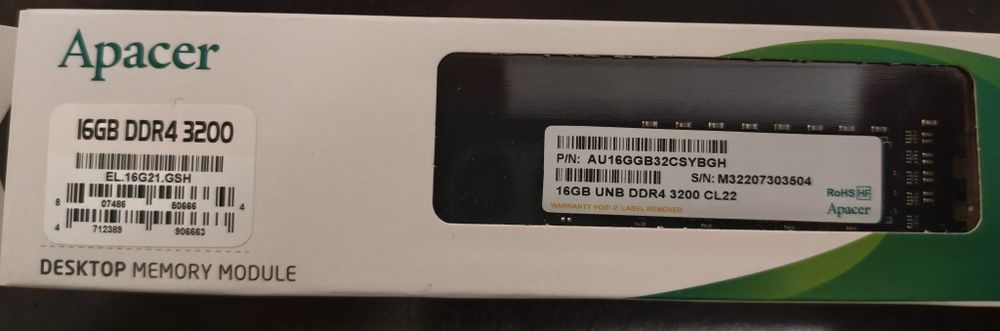 Apacer
16GB DDR4 3200
EL.16G21.GSH
8 07486 50666 4
4 712389 906663
DESKTOP MEMORY MODULE
P/N: AU16GGB32CSYBGH
S/N: M32207303504
16GB UNB DDR4 3200 CL22
WARRANTY VOID IF LABEL REMOVED
RoHS HF
Apacer